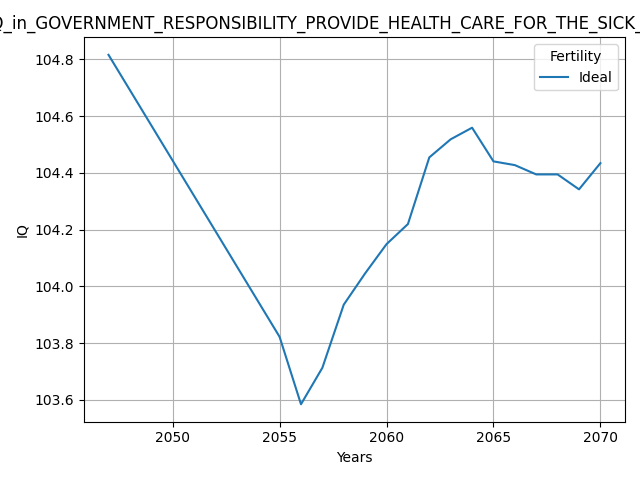 _in_GOVERNMENT_RESPONSIBILITY_PROVIDE_HEALTH_CARE_FOR_THE_SICK_
Fertility
Ideal
104.8
104.6
104.4
104.2
104.0
103.8
103.6
IQ
2050
2055
2060
2065
2070
Years